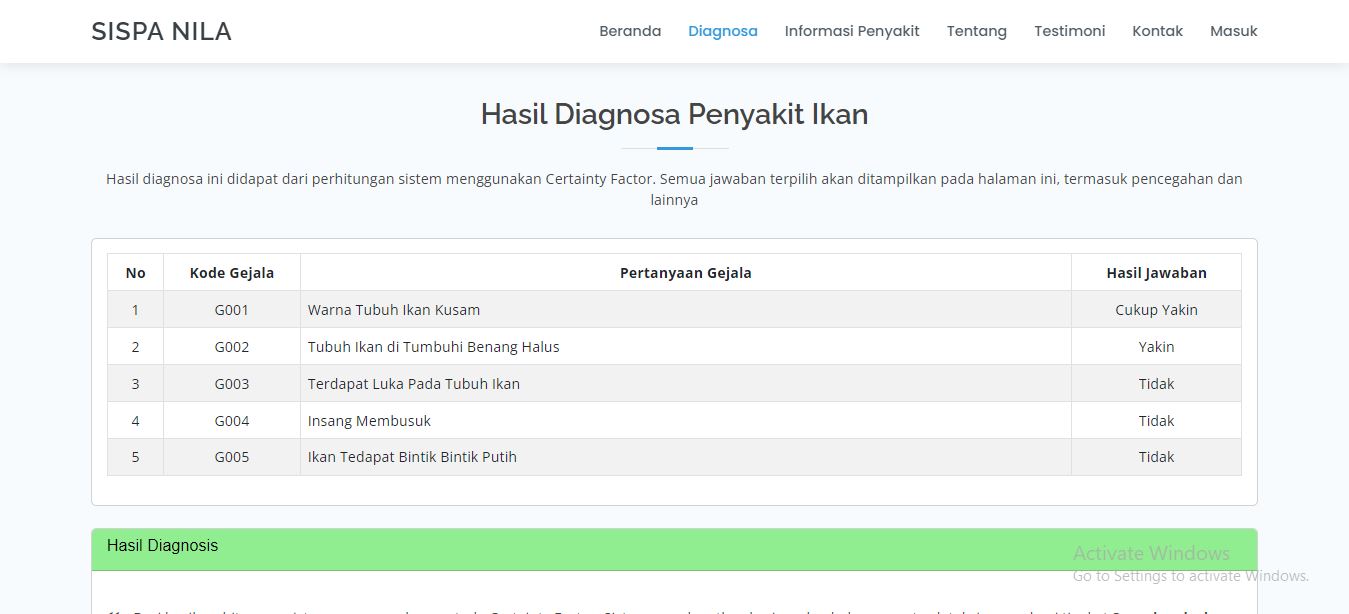 SISPA NILA Beranda Diagnosa Informasi Penyakit Tentang Testimoni Kontak Masuk
Hasil Diagnosa Penyakit Ikan
Hasil diagnosa ini didapat dari perhitungan sistem menggunakan Certainty Factor. Semua jawaban terpilih akan ditampilkan pada halaman ini, termasuk pencegahan dan
lainnya
No Kode Gejala Pertanyaan Gejala Hasil Jawaban
1 G001 Warna Tubuh Ikan Kusam Cukup Yakin
2 G002 Tubuh Ikan di Tumbuhi Benang Halus Yakin
3 G003 Terdapat Luka Pada Tubuh Ikan Tidak
4 G004 Insang Membusuk Tidak
5 G005 Ikan Tedapat Bintik Bintik Putih Tidak
Hasil Diagnosis
Activate Windows
Go to Settings to activate Windows.